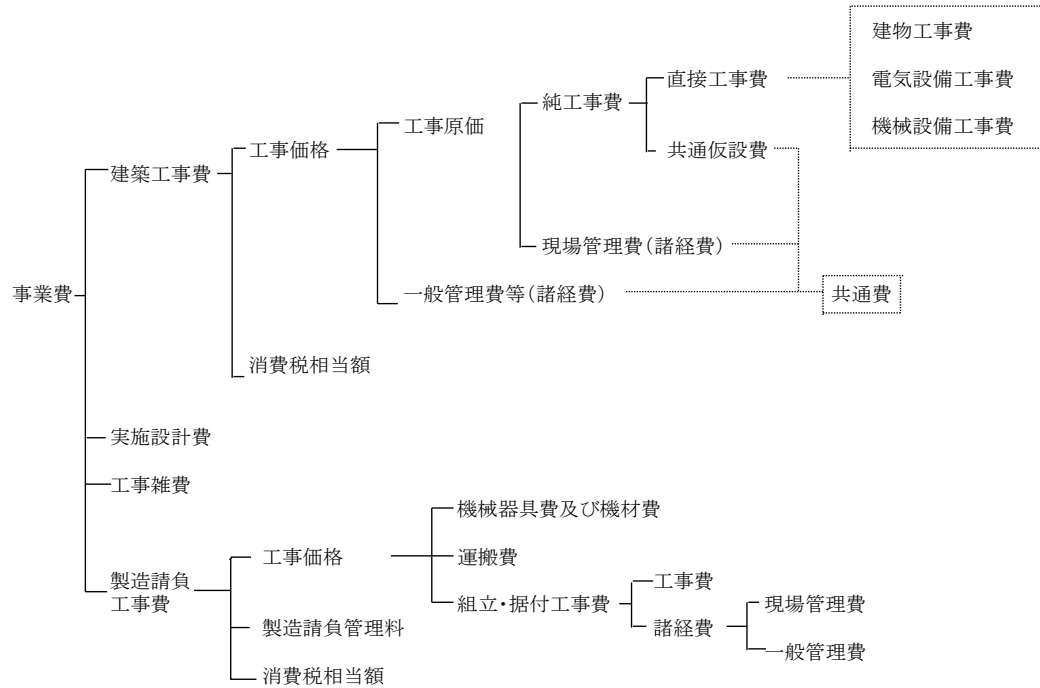 建物工事費
電気設備工事費
機械設備工事費
直接工事費
純工事費
共通仮設費
工事原価
工事価格
建築工事費
現場管理費(諸経費)
一般管理費等(諸経費)
共通費
事業費
消費税相当額
実施設計費
工事雑費
機械器具費及び機材費
工事価格
運搬費
製造請負
工事費
組立・据付工事費
工事費
諸経費
現場管理費
一般管理費
製造請負管理料
消費税相当額